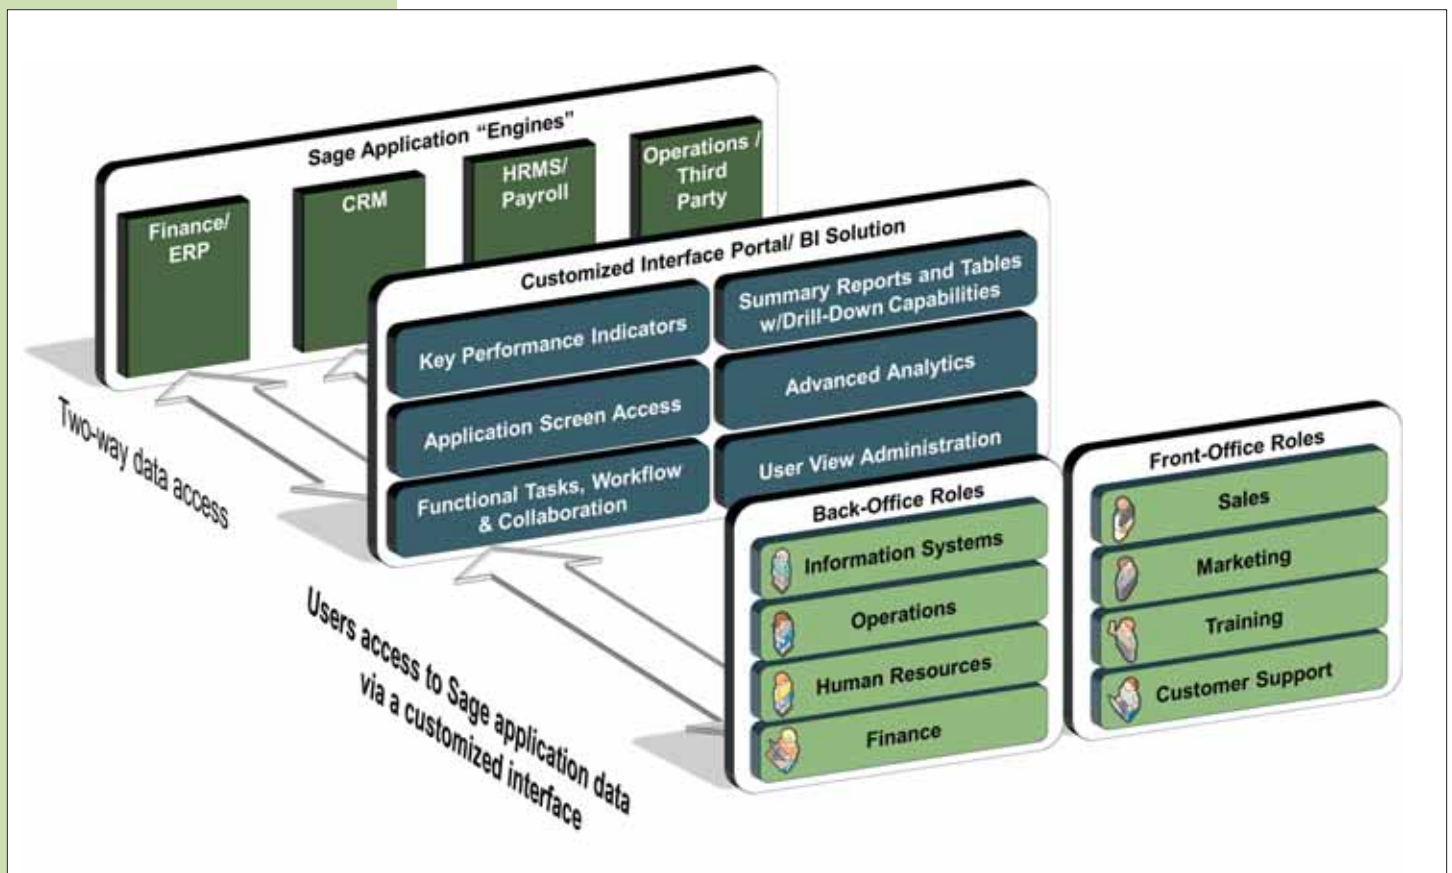 Sage Application “Engines”
Finance/
ERP
CRM
HRMS/
Payroll
Operations /
Third
Party
Two-way data access
Customized Interface Portal/ BI Solution
Key Performance Indicators
Summary Reports and Tables
w/Drill-Down Capabilities
Application Screen Access
Advanced Analytics
Functional Tasks, Workflow
& Collaboration
User View Administration
Users access to Sage application data
via a customized interface
Back-Office Roles
Information Systems
Operations
Human Resources
Finance
Front-Office Roles
Sales
Marketing
Training
Customer Support